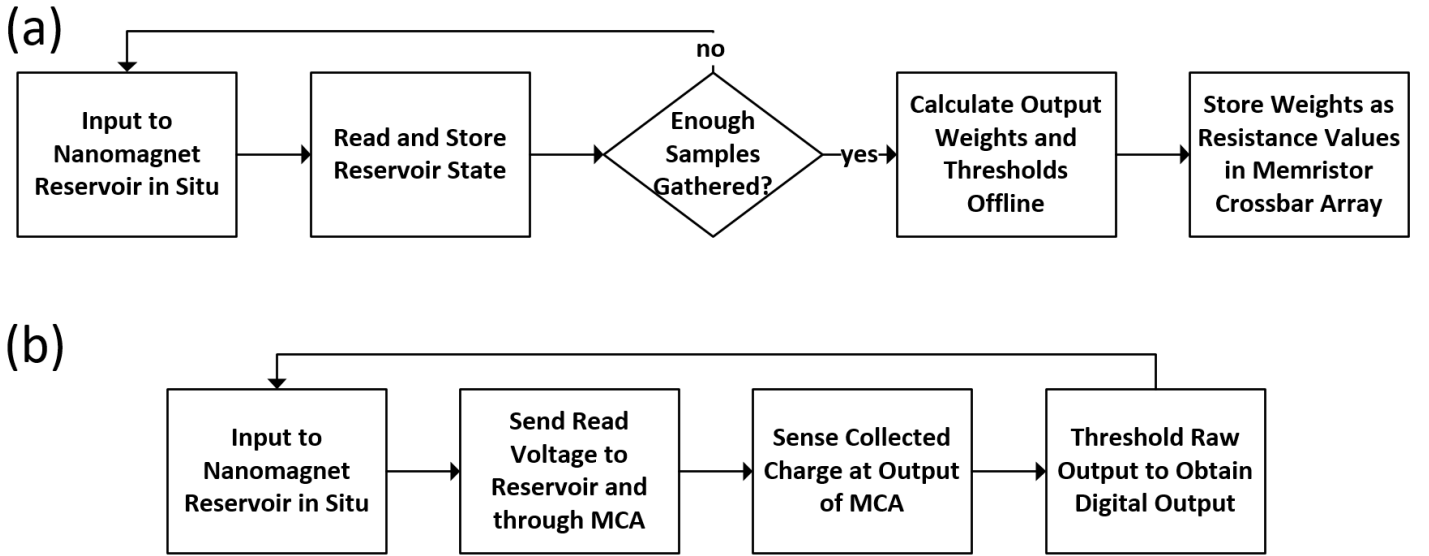 (a)
no
Input to
Nanomagnet
Reservoir in Situ
Read and Store
Reservoir State
Enough
Samples
Gathered?
yes
Calculate Output
Weights and
Thresholds
Offline
Store Weights as
Resistance Values
in Memristor
Crossbar Array
(b)
Input to
Nanomagnet
Reservoir in Situ
Send Read
Voltage to
Reservoir and
through MCA
Sense Collected
Charge at Output
of MCA
Threshold Raw
Output to Obtain
Digital Output